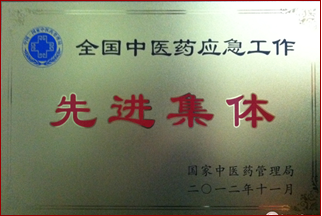 全国中医药应急工作
先进集体
国家中医药管理局
二〇一二年十一月